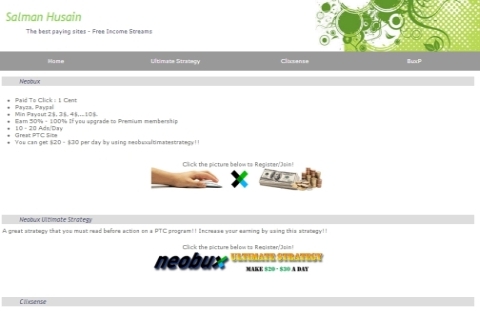 Salman Husain
The best paying sites - Free Income Streams
Home Ultimate Strategy Clixsense BuxP
Neobux
Paid To Click : 1 Cent
Payza, Paypal
Min Payout 2$, 3$, 4$,...10$.
Earn 50% - 100% If you upgrade to Premium membership
10 - 20 Ads/Day
Great PTC Site
You can get $20 - $30 per day by using neobuxultimatestrategy!!
Click the picture below to Register/Join!
Neobux Ultimate Strategy
A great strategy that you must read before action on a PTC program!! Increase your earning by using this strategy!!
Click the picture below to Register/Join!
neobux ULTIMATE STRATEGY
MAKE $20 - $30 A DAY
Clixsense